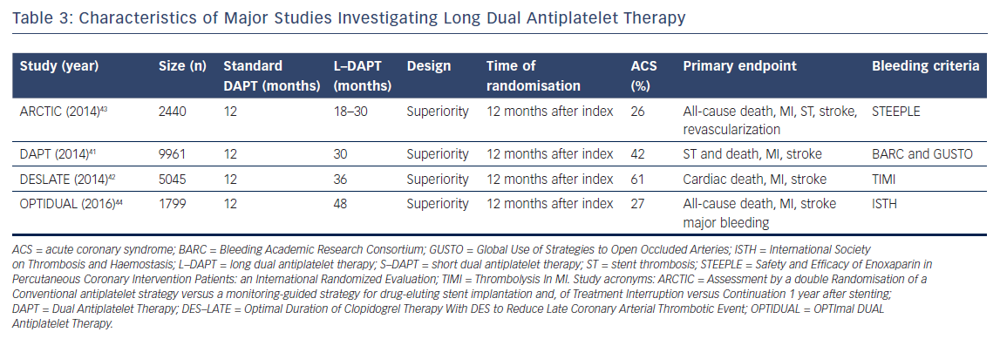 Table 3: Characteristics of Major Studies Investigating Long Dual Antiplatelet Therapy
Study (year) Size (n) Standard L–DAPT Design Time of ACS Primary endpoint Bleeding criteria
DAPT (months) (months) randomisation (%)
ARCTIC (2014)43 2440 12 18–30 Superiority 12 months after index 26 All-cause death, MI, ST, stroke, STEEPLE
revascularization
DAPT (2014)41 9961 12 30 Superiority 12 months after index 42 ST and death, MI, stroke BARC and GUSTO
DESLATE (2014)42 5045 12 36 Superiority 12 months after index 61 Cardiac death, MI, stroke TIMI
OPTIDUAL (2016)44 1799 12 48 Superiority 12 months after index 27 All-cause death, MI, stroke ISTH
major bleeding
ACS = acute coronary syndrome; BARC = Bleeding Academic Research Consortium; GUSTO = Global Use of Strategies to Open Occluded Arteries; ISTH = International Society
on Thrombosis and Haemostasis; L–DAPT = long dual antiplatelet therapy; S–DAPT = short dual antiplatelet therapy; ST = stent thrombosis; STEEPLE = Safety and Efficacy of Enoxaparin in
Percutaneous Coronary Intervention Patients: an International Randomized Evaluation; TIMI = Thrombolysis In MI. Study acronyms: ARCTIC = Assessment by a double Randomisation of a
Conventional antiplatelet strategy versus a monitoring-guided strategy for drug-eluting stent implantation and, of Treatment Interruption versus Continuation 1 year after stenting;
DAPT = Dual Antiplatelet Therapy; DES–LATE = Optimal Duration of Clopidogrel Therapy With DES to Reduce Late Coronary Arterial Thrombotic Event; OPTIDUAL = OPTImal DUAL
Antiplatelet Therapy.